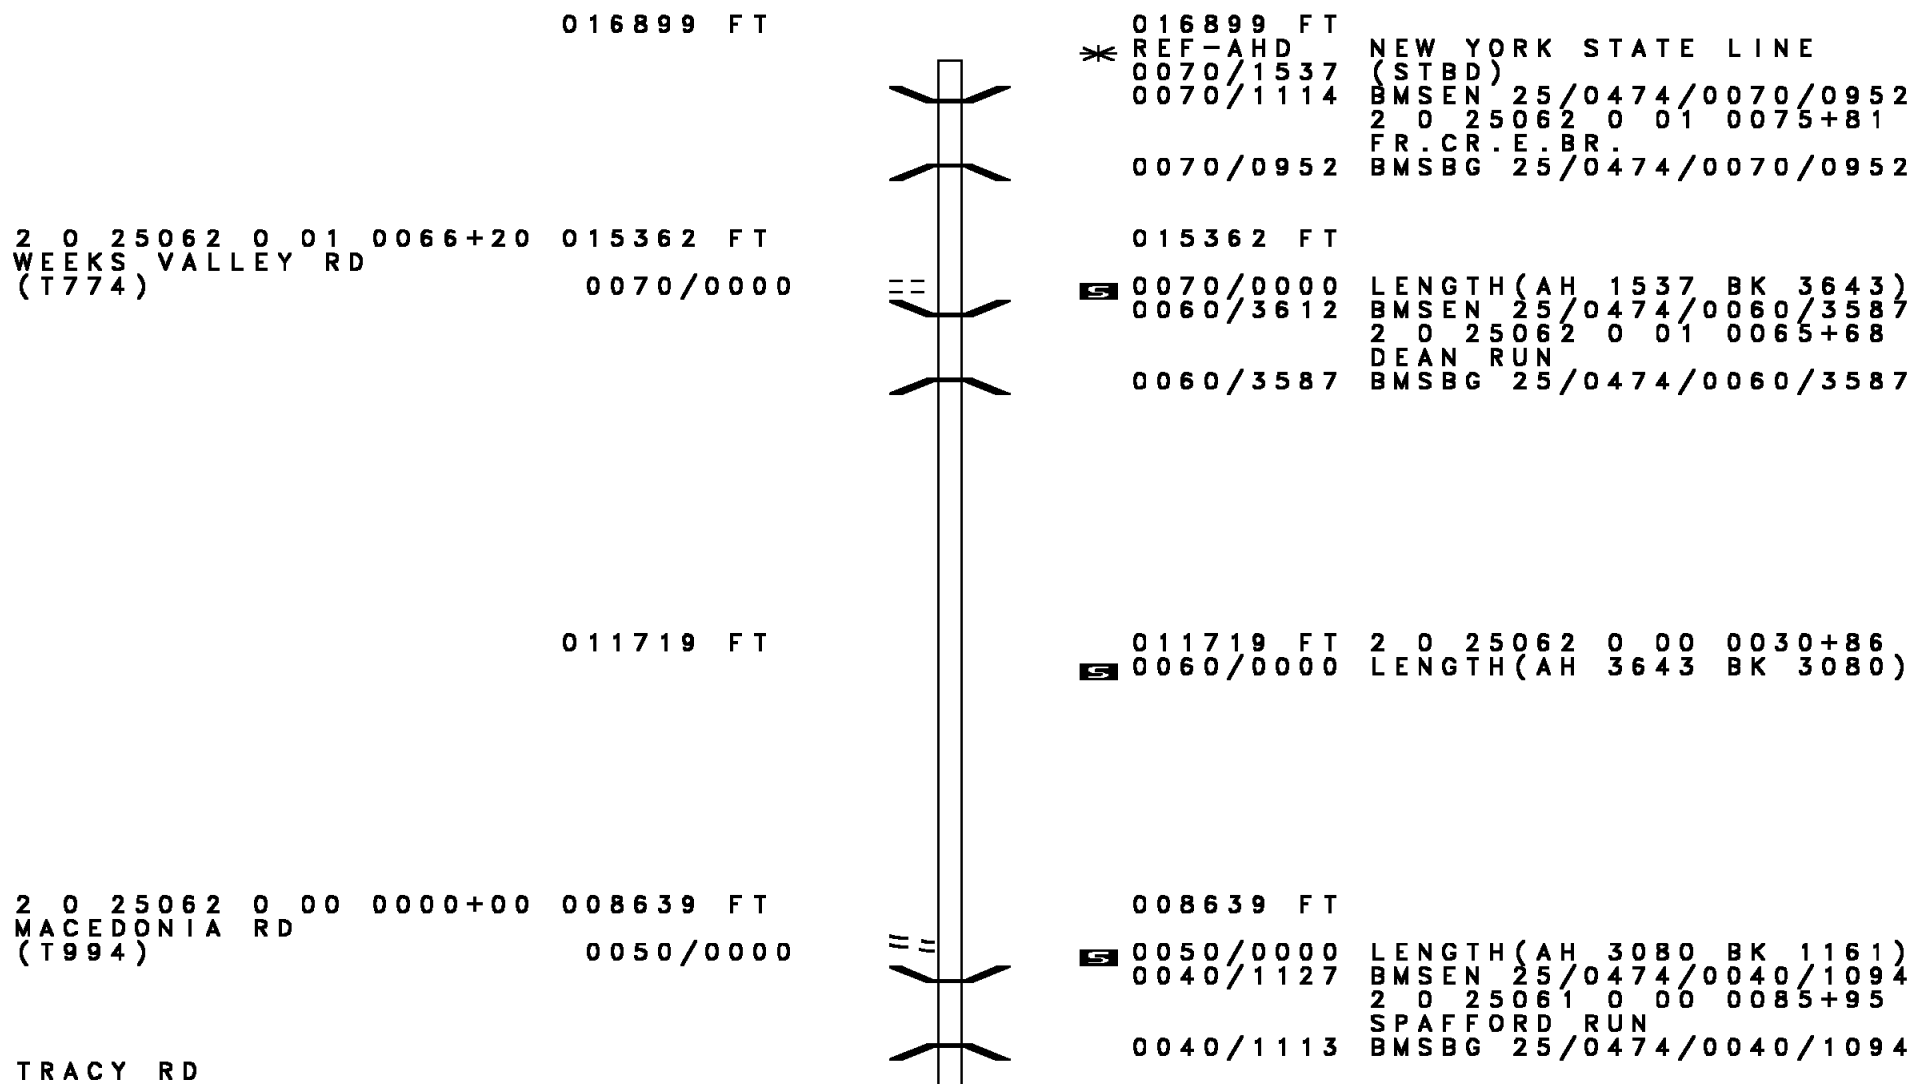 016899 FT 016899 FT
REF-AHD NEW YORK STATE LINE
0070/1537 (STBD)
0070/1114 BMSEN 25/0474/0070/0952
2 0 25062 0 01 0075+81
FR.CR.E.BR.
0070/0952 BMSBG 25/0474/0070/0952
2 0 25062 0 01 0066+20 015362 FT 015362 FT
WEEKS VALLEY RD
(T774) 0070/0000 S 0070/0000 LENGTH(AH 1537 BK 3643)
0060/3612 BMSEN 25/0474/0060/3587
2 0 25062 0 01 0065+68
DEAN RUN
0060/3587 BMSBG 25/0474/0060/3587
011719 FT 011719 FT 2 0 25062 0 00 0030+86
S 0060/0000 LENGTH(AH 3643 BK 3080)
2 0 25062 0 00 0000+00 008639 FT 008639 FT
MACEDONIA RD
(T994) 0050/0000 S 0050/0000 LENGTH(AH 3080 BK 1161)
0040/1127 BMSEN 25/0474/0040/1094
2 0 25061 0 00 0085+95
SPAFFORD RUN
0040/1113 BMSBG 25/0474/0040/1094
TRACY RD